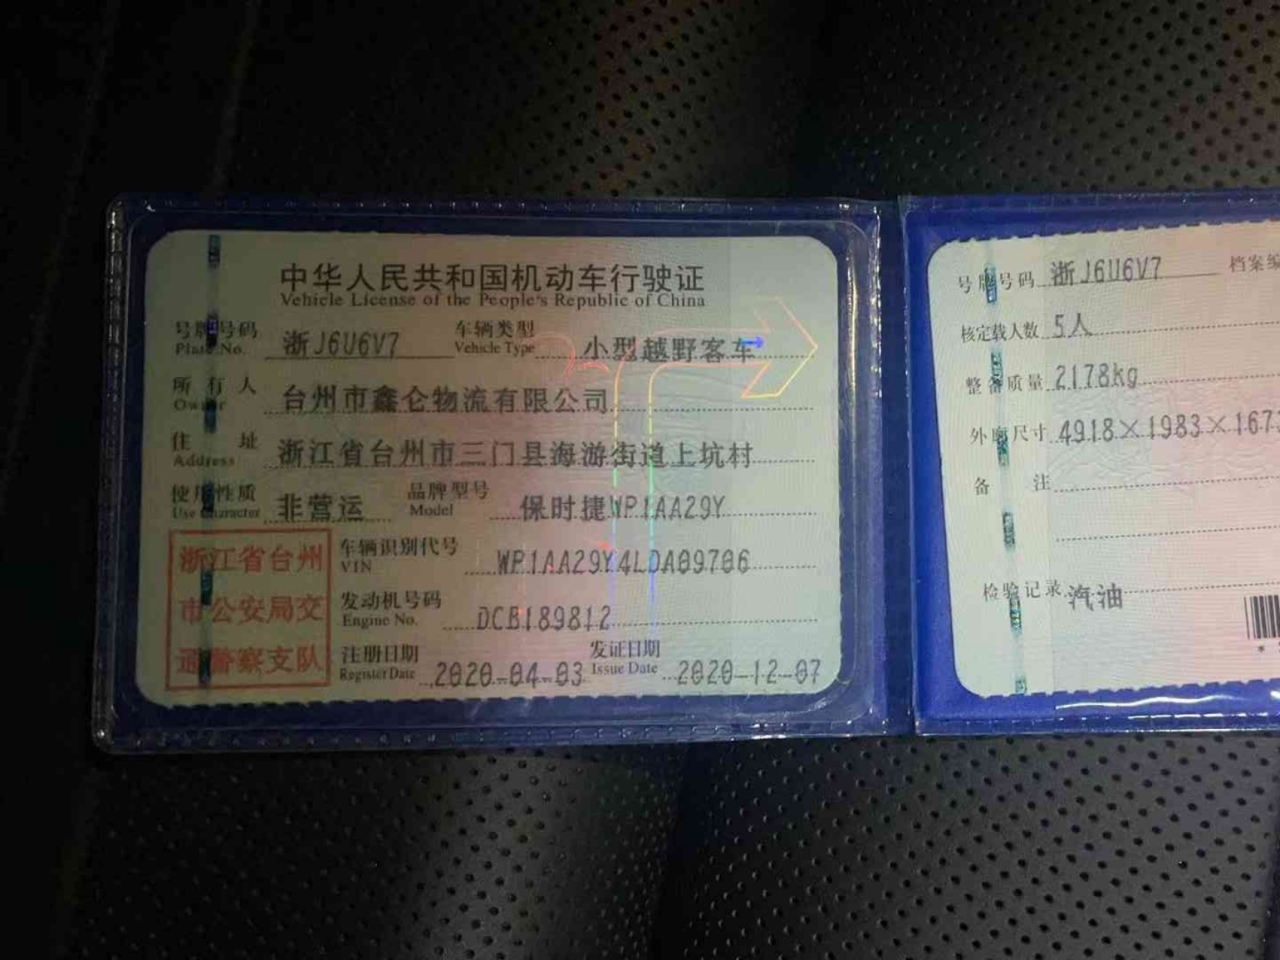 中华人民共和国机动车行驶证
Vehicle License of the People's Republic of China
号牌号码 浙J6U6V7 车辆类型 小型越野客车
Plate No. Vehicle Type
所有人 台州市鑫仑物流有限公司
Owner
住址 浙江省台州市三门县海游街道上坑村
Address
使用性质 非营运 品牌型号 保时捷WP1AA29Y
Use Character Model
浙江省台州
市公安局交
通警察支队
车辆识别代号 WP1AA29Y4LDA09706
VIN
发动机号码 DCB189812
Engine No.
注册日期 2020-04-03 发证日期 2020-12-07
Register Date Issue Date
号牌号码 浙J6U6V7 档案编
核定载人数 5人
整备质量 2178kg
外廓尺寸 4918×1983×1673
备注
检验记录 汽油